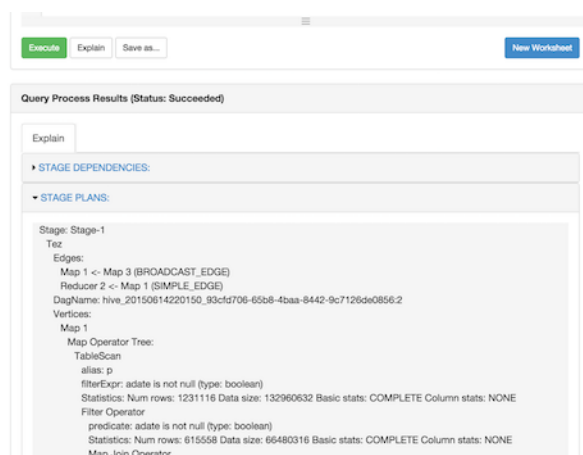 Execute Explain Save as... New Worksheet
Query Process Results (Status: Succeeded)
Explain
STAGE DEPENDENCIES:
STAGE PLANS:
Stage: Stage-1
Tez
Edges:
Map 1 <- Map 3 (BROADCAST_EDGE)
Reducer 2 <- Map 1 (SIMPLE_EDGE)
DagName: hive_20150614220150_93cfd706-65b8-4baa-8442-9c7126de0856:2
Vertices:
Map 1
Map Operator Tree:
TableScan
alias: p
filterExpr: adate is not null (type: boolean)
Statistics: Num rows: 1231116 Data size: 132960632 Basic stats: COMPLETE Column stats: NONE
Filter Operator
predicate: adate is not null (type: boolean)
Statistics: Num rows: 615558 Data size: 66480316 Basic stats: COMPLETE Column stats: NONE
Map Join Operator